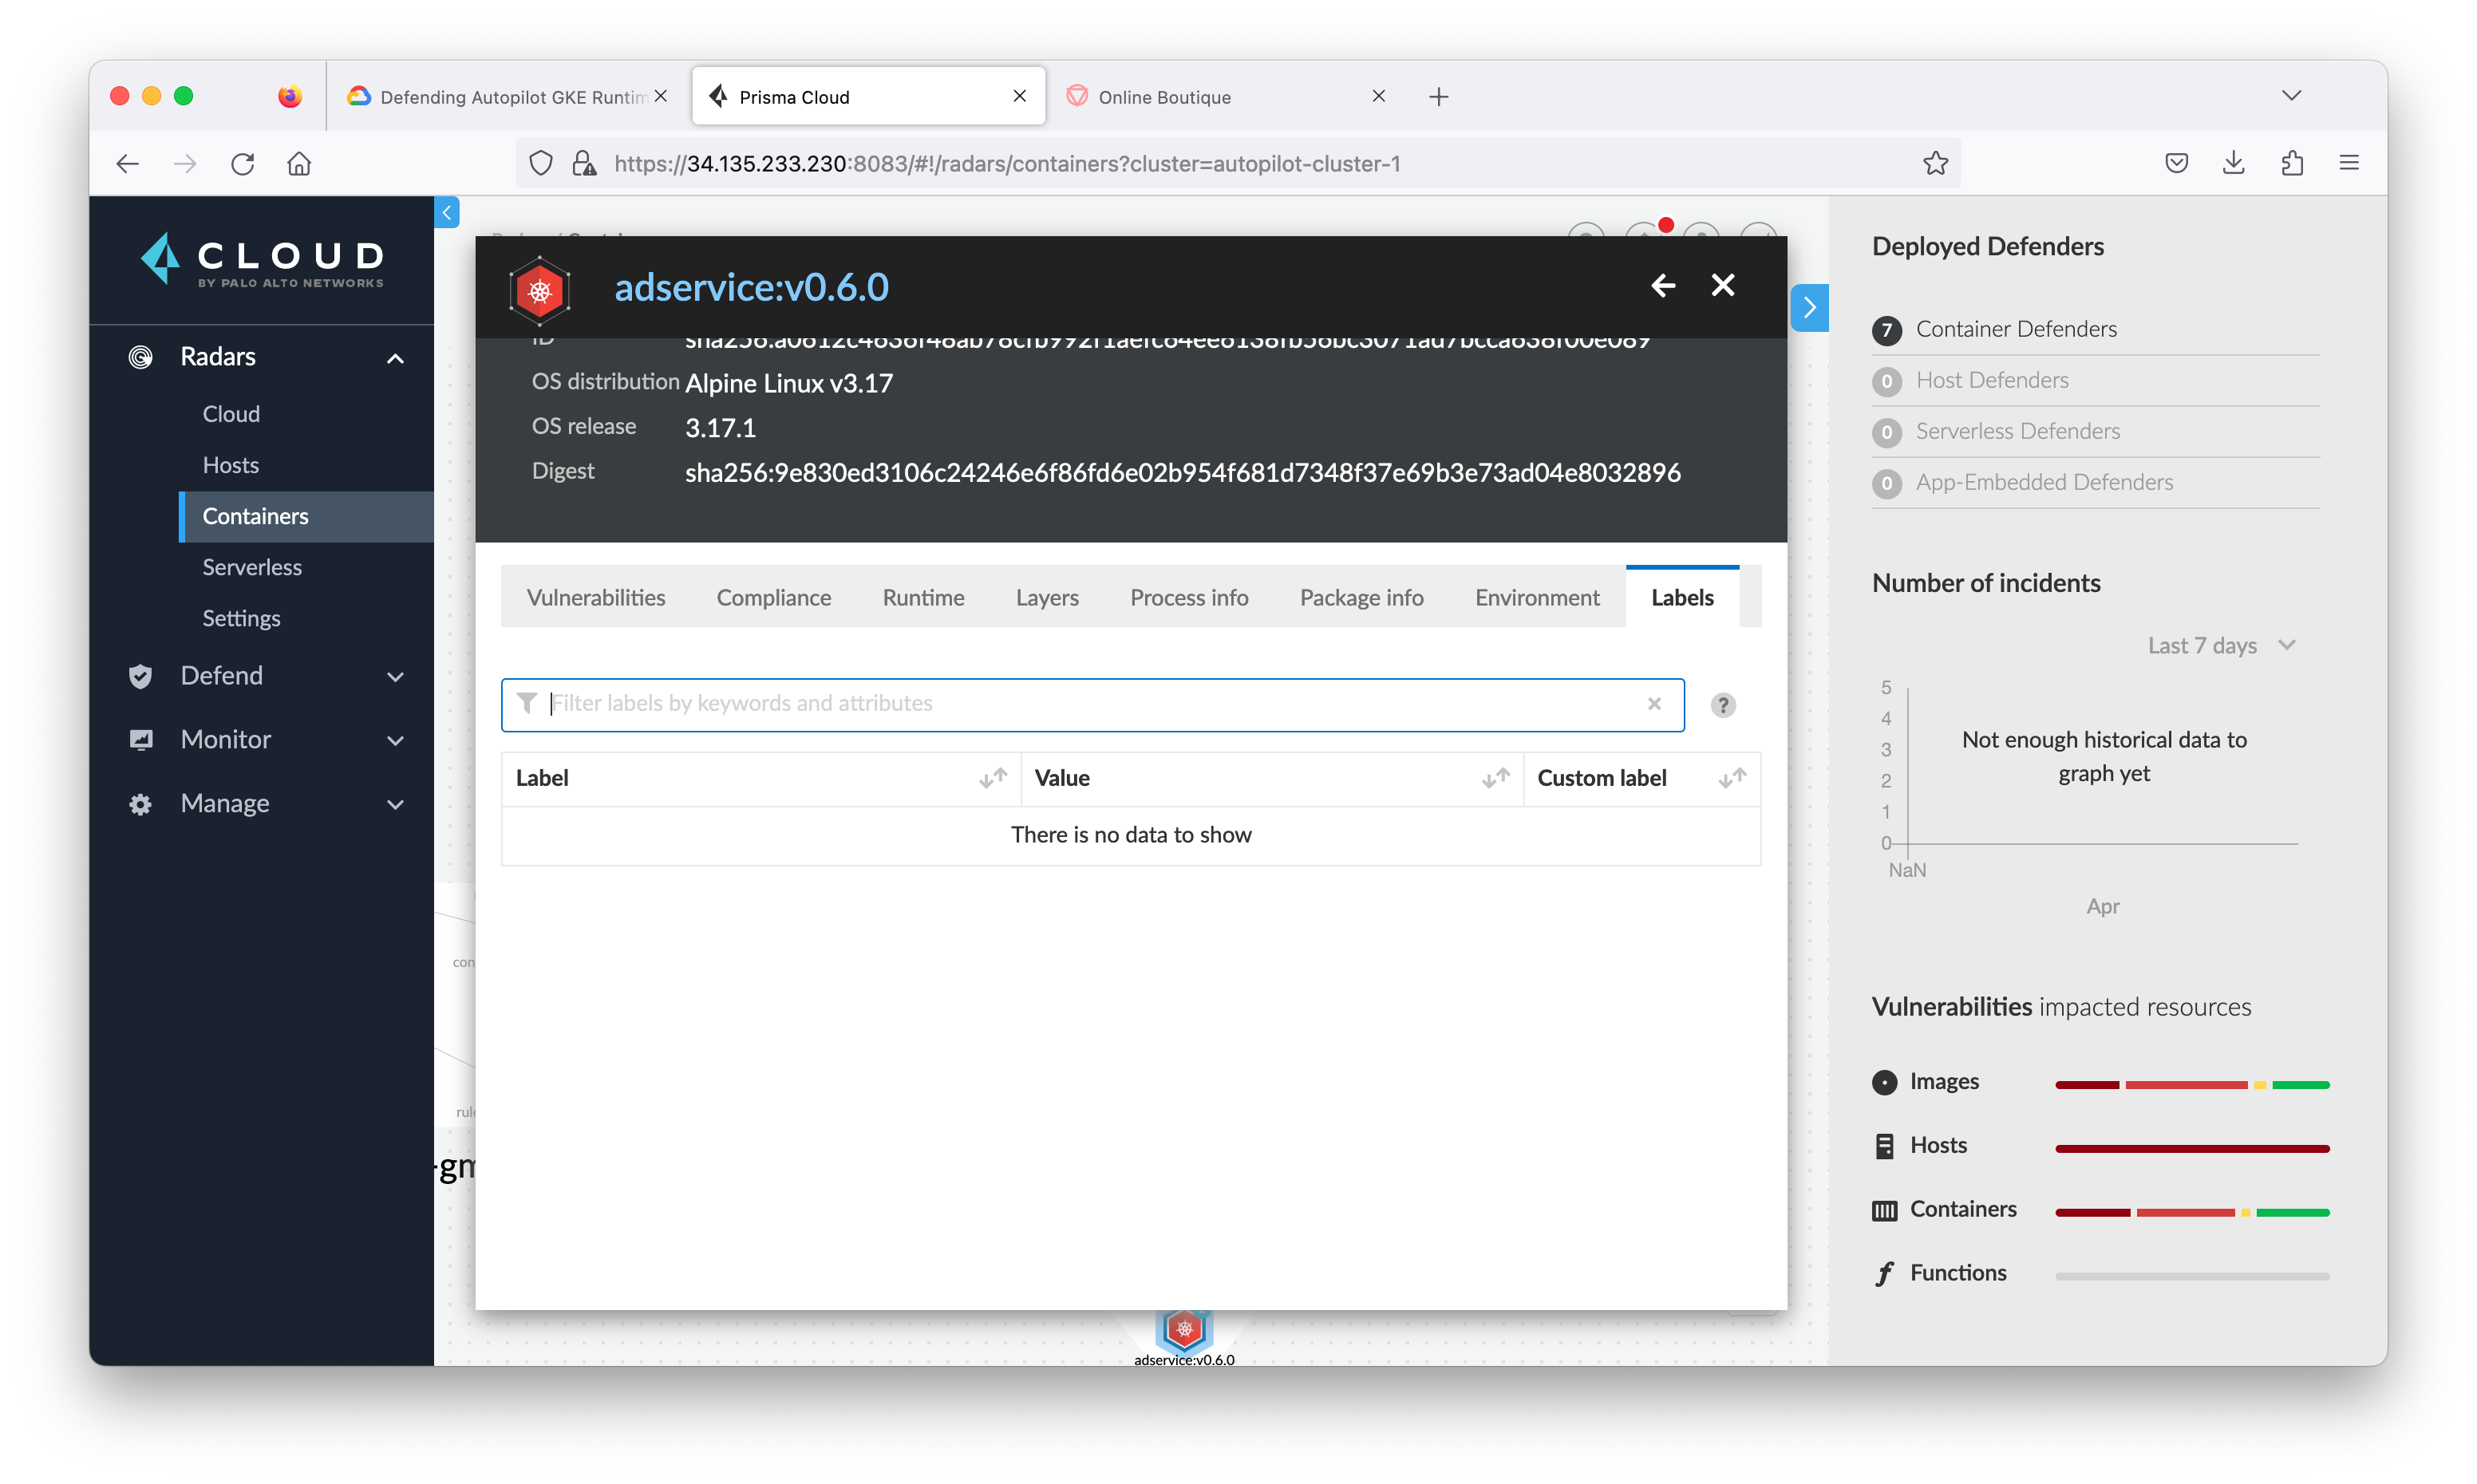 Defending Autopilot GKE Runtim
Prisma Cloud
Online Boutique
https://34.135.233.230:8083/#!/radars/containers?cluster=autopilot-cluster-1
CLOUD
BY PALO ALTO NETWORKS
Radars
Cloud
Hosts
Containers
Serverless
Settings
Defend
Monitor
Manage
adservice:v0.6.0
OS distribution Alpine Linux v3.17
OS release 3.17.1
Digest sha256:9e830ed3106c24246e6f86fd6e02b954f681d7348f37e69b3e73ad04e8032896
Vulnerabilities Compliance Runtime Layers Process info Package info Environment Labels
Filter labels by keywords and attributes
?
Label Value Custom label
There is no data to show
con
rule
-gm
adservice:v0.6.0
Deployed Defenders
7 Container Defenders
0 Host Defenders
0 Serverless Defenders
0 App-Embedded Defenders
Number of incidents
Last 7 days
5
4
3
2
1
0
Not enough historical data to
graph yet
NaN
Apr
Vulnerabilities impacted resources
Images
Hosts
Containers
Functions